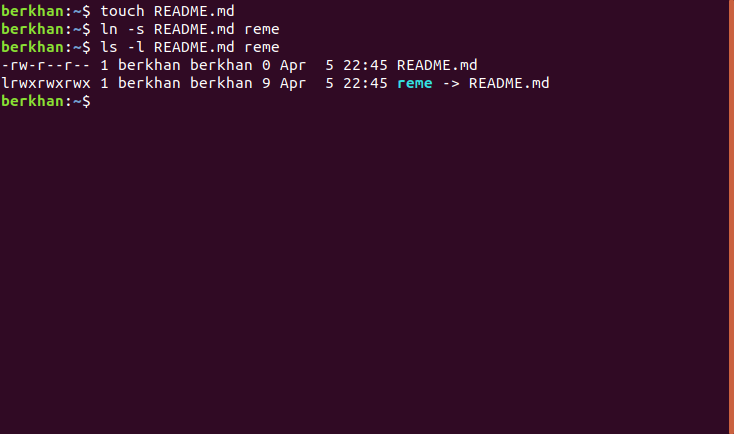 berkhan:~$ touch README.md
berkhan:~$ ln -s README.md reme
berkhan:~$ ls -l README.md reme
-rw-r--r-- 1 berkhan berkhan 0 Apr  5 22:45 README.md
lrwxrwxrwx 1 berkhan berkhan 9 Apr  5 22:45 reme -> README.md
berkhan:~$